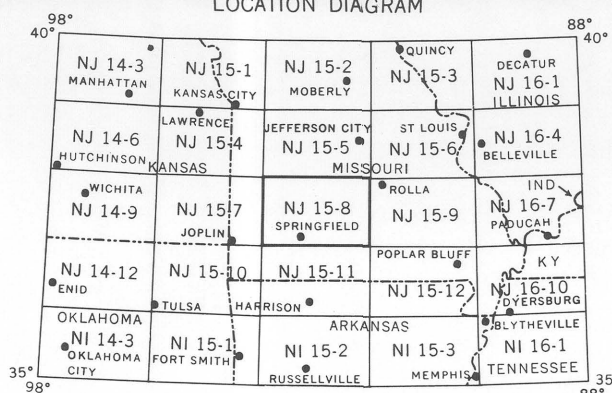 LOCATION DIAGRAM
98°
88°
40°
40°
NJ 14-3
MANHATTAN
NJ 15-1
KANSAS CITY
NJ 15-2
MOBERLY
QUINCY
NJ 15-3
DECATUR
NJ 16-1
ILLINOIS
NJ 14-6
HUTCHINSON
KANSAS
LAWRENCE
NJ 15-4
JEFFERSON CITY
NJ 15-5
MISSOURI
ST LOUIS
NJ 15-6
NJ 16-4
BELLEVILLE
WICHITA
NJ 14-9
NJ 15-7
JOPLIN
NJ 15-8
SPRINGFIELD
ROLLA
NJ 15-9
IND
NJ 16-7
PADUCAH
NJ 14-12
ENID
NJ 15-10
TULSA
NJ 15-11
HARRISON
POPLAR BLUFF
NJ 15-12
KY
NJ 16-10
DYERSBURG
OKLAHOMA
NI 14-3
OKLAHOMA
CITY
NI 15-1
FORT SMITH
ARKANSAS
NI 15-2
RUSSELLVILLE
NI 15-3
MEMPHIS
BLYTHEVILLE
NI 16-1
TENNESSEE
35°
98°